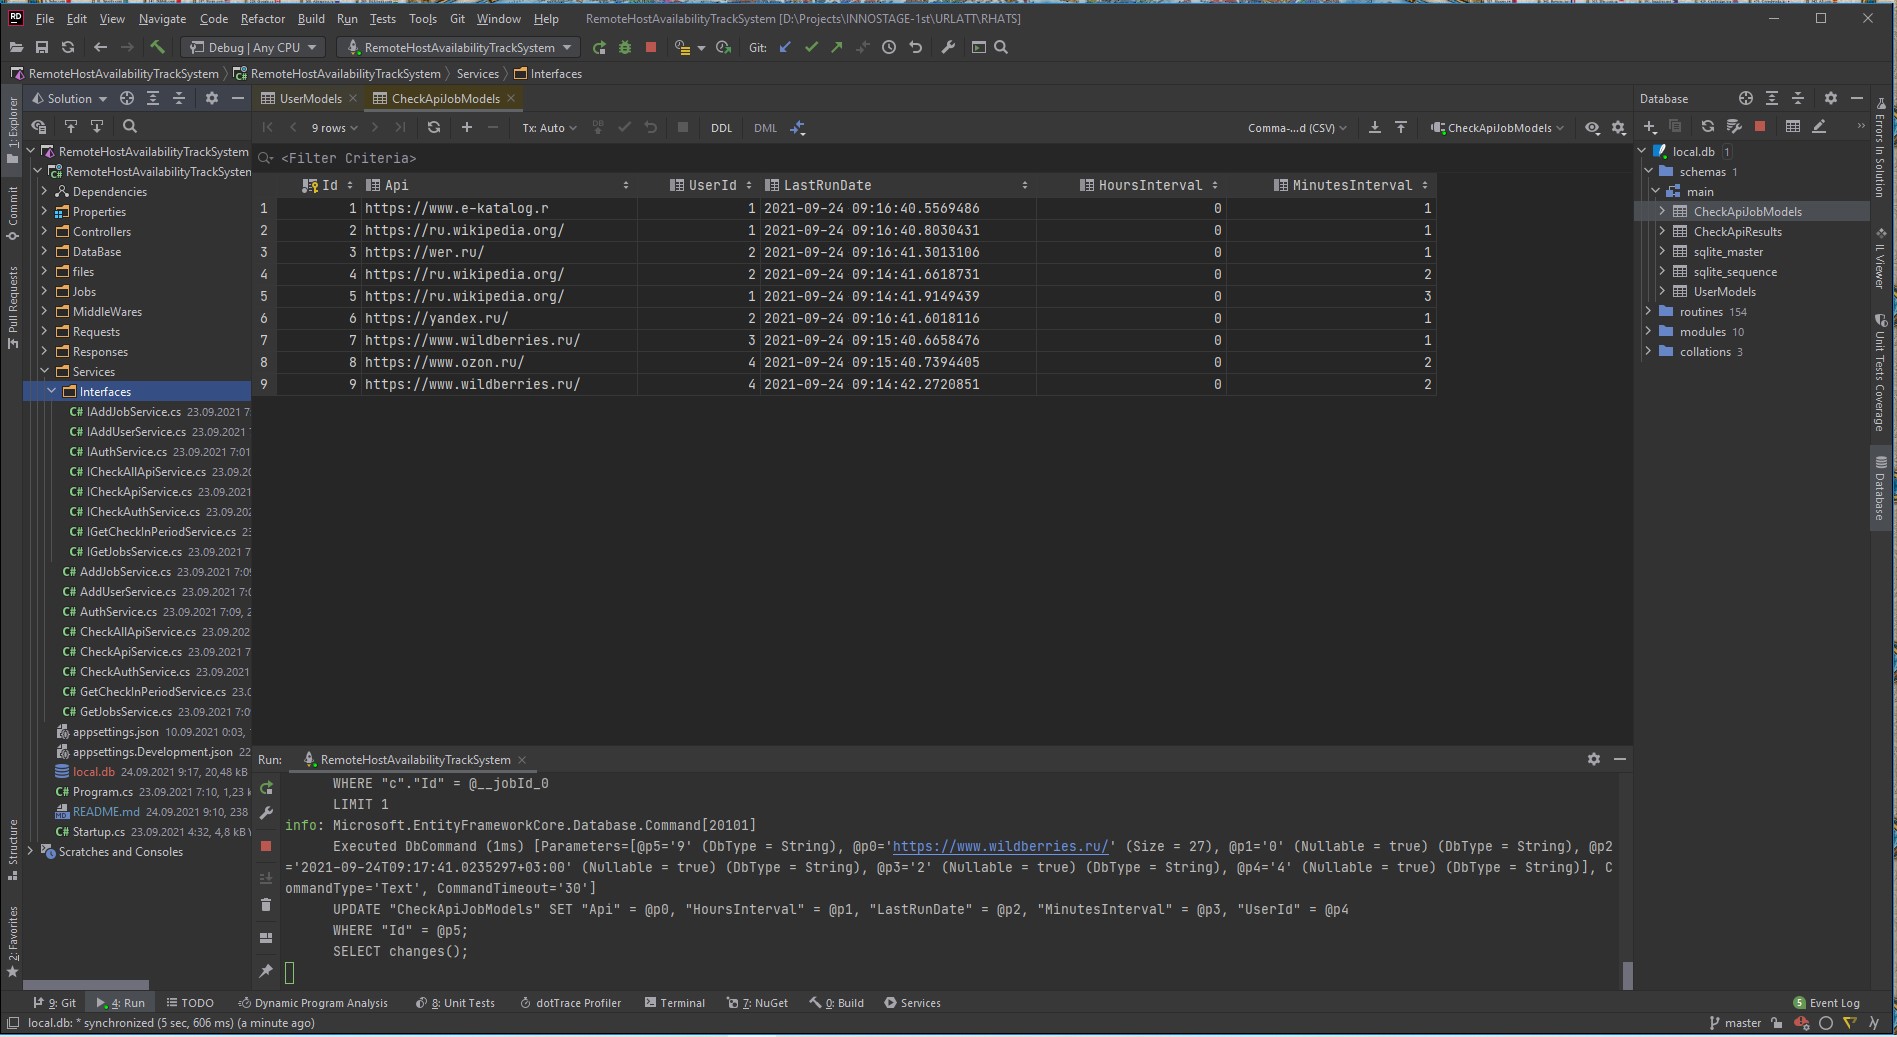 File Edit View Navigate Code Refactor Build Run Tests Tools Git Window Help RemoteHostAvailabilityTrackSystem [D:\Projects\INNOSTAGE-1st\URLATT\RHATS]
Debug | Any CPU RemoteHostAvailabilityTrackSystem Git:
RemoteHostAvailabilityTrackSystem RemoteHostAvailabilityTrackSystem Services Interfaces
1: Explorer
Commit
Pull Requests
Structure
2: Favorites
Solution
RemoteHostAvailabilityTrackSystem
RemoteHostAvailabilityTrackSystem
Dependencies
Properties
Controllers
DataBase
files
Jobs
MiddleWares
Requests
Responses
Services
Interfaces
IAddJobService.cs 23.09.2021 7:
IAddUserService.cs 23.09.2021
IAuthService.cs 23.09.2021 7:01
ICheckAllApiService.cs 23.09.20
ICheckApiService.cs 23.09.2021
ICheckAuthService.cs 23.09.202
IGetCheckInPeriodService.cs 23
IGetJobsService.cs 23.09.2021 7
AddJobService.cs 23.09.2021 7:09
AddUserService.cs 23.09.2021 7:0
AuthService.cs 23.09.2021 7:09, 2
CheckAllApiService.cs 23.09.202
CheckApiService.cs 23.09.2021 7
CheckAuthService.cs 23.09.2021
GetCheckInPeriodService.cs 23.0
GetJobsService.cs 23.09.2021 7:0
appsettings.json 10.09.2021 0:03,
appsettings.Development.json 22
local.db 24.09.2021 9:17, 20,48 kB
Program.cs 23.09.2021 7:10, 1,23 k
README.md 24.09.2021 9:10, 238
Startup.cs 23.09.2021 4:32, 4,8 k
Scratches and Consoles
UserModels CheckApiJobModels
9 rows Tx: Auto DB DDL DML Comma-...d (CSV) CheckApiJobModels
<Filter Criteria>
Id Api UserId LastRunDate HoursInterval MinutesInterval
1 1 https://www.e-katalog.r 1 2021-09-24 09:16:40.5569486 0 1
2 2 https://ru.wikipedia.org/ 1 2021-09-24 09:16:40.8030431 0 1
3 3 https://wer.ru/ 2 2021-09-24 09:16:41.3013106 0 1
4 4 https://ru.wikipedia.org/ 2 2021-09-24 09:14:41.6618731 0 2
5 5 https://ru.wikipedia.org/ 1 2021-09-24 09:14:41.9149439 0 3
6 6 https://yandex.ru/ 2 2021-09-24 09:16:41.6018116 0 1
7 7 https://www.wildberries.ru/ 3 2021-09-24 09:15:40.6658476 0 1
8 8 https://www.ozon.ru/ 4 2021-09-24 09:15:40.7394405 0 2
9 9 https://www.wildberries.ru/ 4 2021-09-24 09:14:42.2720851 0 2
Database
local.db 1
schemas 1
main
CheckApiJobModels
CheckApiResults
sqlite_master
sqlite_sequence
UserModels
routines 154
modules 10
collations 3
Errors In Solution
IL Viewer
Unit Tests Coverage
Database
Run: RemoteHostAvailabilityTrackSystem
WHERE "c"."Id" = @__jobId_0
LIMIT 1
info: Microsoft.EntityFrameworkCore.Database.Command[20101]
Executed DbCommand (1ms) [Parameters=[@p5='9' (DbType = String), @p0='https://www.wildberries.ru/' (Size = 27), @p1='0' (Nullable = true) (DbType = String), @p2
='2021-09-24T09:17:41.0235297+03:00' (Nullable = true) (DbType = String), @p3='2' (Nullable = true) (DbType = String), @p4='4' (Nullable = true) (DbType = String)], C
ommandType='Text', CommandTimeout='30']
UPDATE "CheckApiJobModels" SET "Api" = @p0, "HoursInterval" = @p1, "LastRunDate" = @p2, "MinutesInterval" = @p3, "UserId" = @p4
WHERE "Id" = @p5;
SELECT changes();
9: Git 4: Run TODO Dynamic Program Analysis 8: Unit Tests dotTrace Profiler Terminal 7: NuGet 0: Build Services 5 Event Log
local.db: * synchronized (5 sec, 606 ms) (a minute ago) master